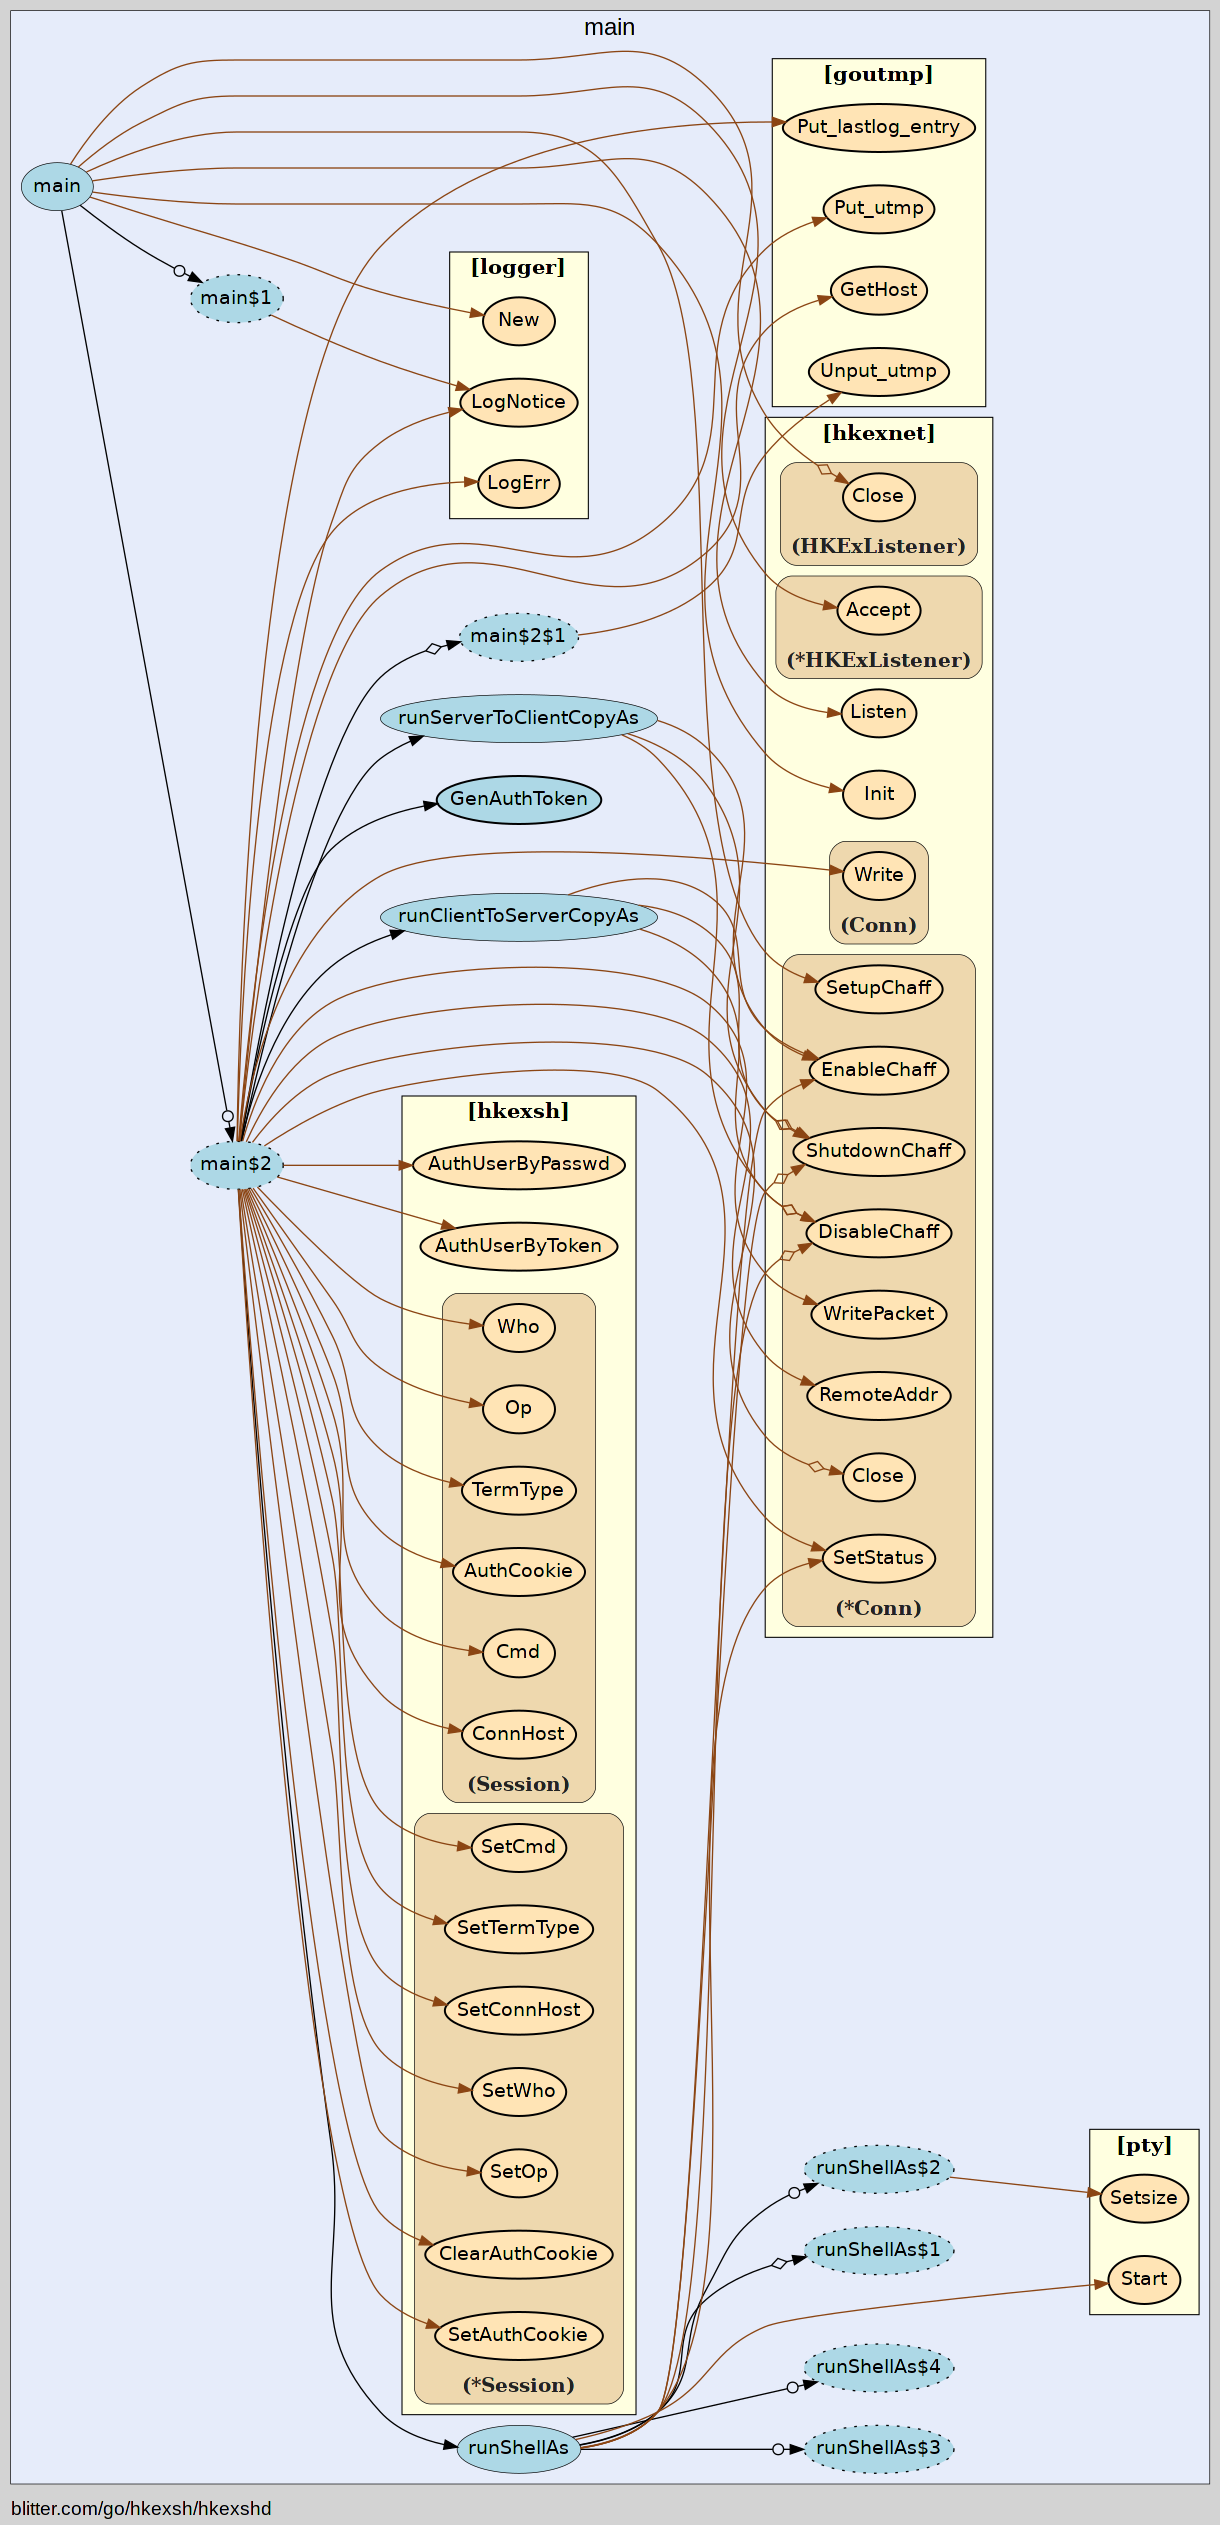 main
[goutmp]
Put_lastlog_entry
main
Put_utmp
[logger]
GetHost
main$1
New
Unput_utmp
LogNotice
[hkexnet]
LogErr
Close
(HKExListener)
Accept
main$2$1
(*HKExListener)
Listen
runServerToClientCopyAs
Init
GenAuthToken
Write
runClientToServerCopyAs
(Conn)
SetupChaff
EnableChaff
[hkexsh]
ShutdownChaff
main$2
AuthUserByPasswd
DisableChaff
AuthUserByToken
WritePacket
Who
RemoteAddr
Op
Close
TermType
SetStatus
AuthCookie
(*Conn)
Cmd
ConnHost
(Session)
SetCmd
SetTermType
SetConnHost
SetWho
[pty]
runShellAs$2
SetOp
Setsize
runShellAs$1
ClearAuthCookie
Start
SetAuthCookie
runShellAs$4
(*Session)
runShellAs
runShellAs$3
blitter.com/go/hkexsh/hkexshd